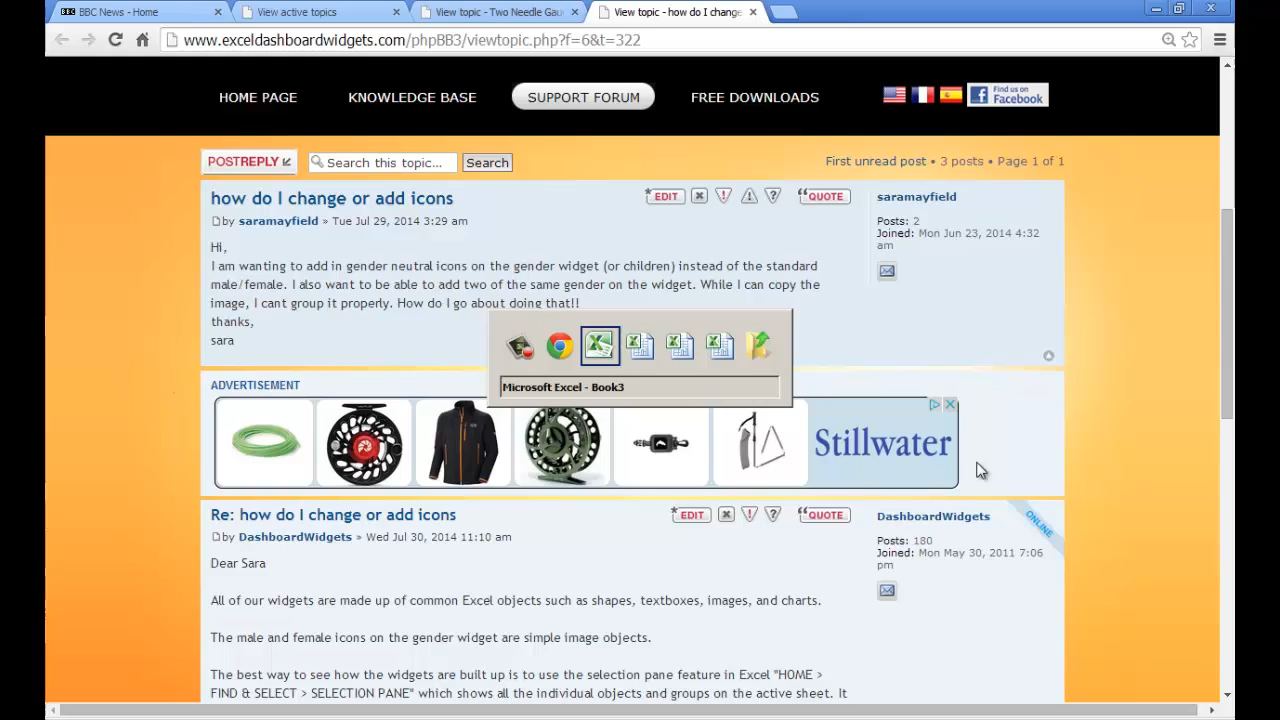 BBC BBC News - Home
View active topics
View topic - Two Needle Gau
View topic - how do I change
www.exceldashboardwidgets.com/phpBB3/viewtopic.php?f=6&t=322
HOME PAGE
KNOWLEDGE BASE
SUPPORT FORUM
FREE DOWNLOADS
Find us on
Facebook
POSTREPLY
Search this topic...
Search
First unread post • 3 posts • Page 1 of 1
how do I change or add icons
EDIT
QUOTE
saramayfield
by saramayfield » Tue Jul 29, 2014 3:29 am
Posts: 2
Joined: Mon Jun 23, 2014 4:32
am
Hi,
I am wanting to add in gender neutral icons on the gender widget (or children) instead of the standard
male/female. I also want to be able to add two of the same gender on the widget. While I can copy the
image, I cant group it properly. How do I go about doing that!!
thanks,
sara
Microsoft Excel - Book3
ADVERTISEMENT
Stillwater
Re: how do I change or add icons
EDIT
QUOTE
DashboardWidgets
ONLINE
by DashboardWidgets » Wed Jul 30, 2014 11:10 am
Posts: 180
Joined: Mon May 30, 2011 7:06
pm
Dear Sara
All of our widgets are made up of common Excel objects such as shapes, textboxes, images, and charts.
The male and female icons on the gender widget are simple image objects.
The best way to see how the widgets are built up is to use the selection pane feature in Excel "HOME >
FIND & SELECT > SELECTION PANE" which shows all the individual objects and groups on the active sheet. It